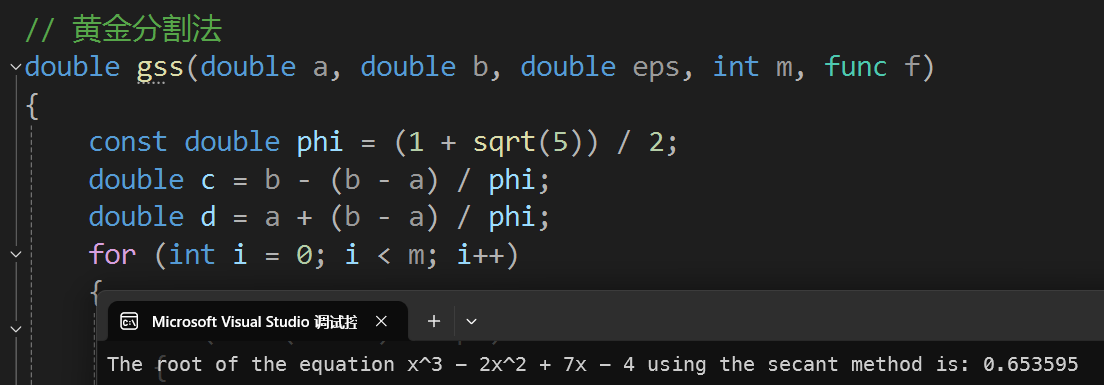 // 黄金分割法
double gss(double a, double b, double eps, int m, func f)
{
const double phi = (1 + sqrt(5)) / 2;
double c = b - (b - a) / phi;
double d = a + (b - a) / phi;
for (int i = 0; i < m; i++)
{
Microsoft Visual Studio 调试控
The root of the equation x^3 - 2x^2 + 7x - 4 using the secant method is: 0.653595
{